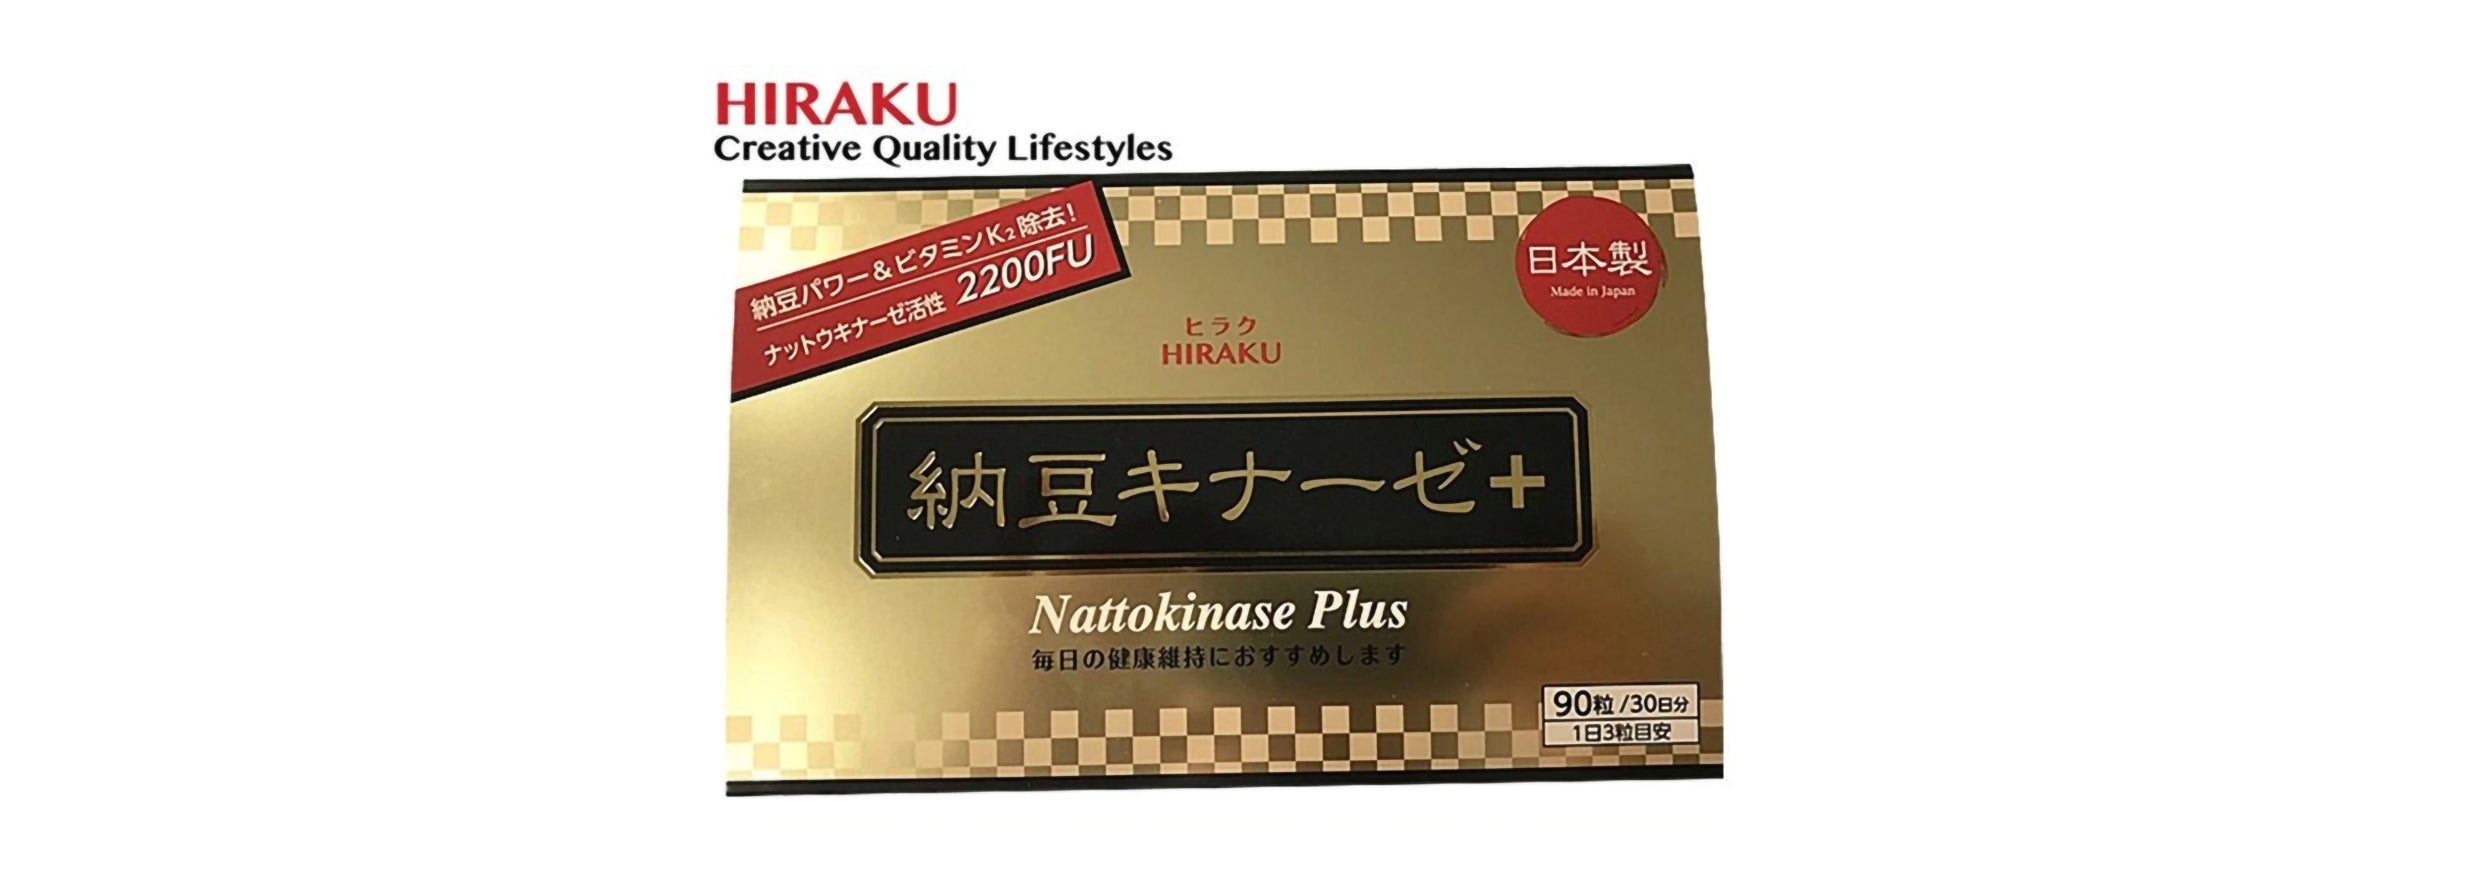 HIRAKU
Creative Quality Lifestyles
納豆パワー&ビタミンK₂除去!
ナットウキナーゼ活性 2200FU
日本製
Made in Japan
ヒラク
HIRAKU
納豆キナーゼ+
Nattokinase Plus
毎日の健康維持におすすめします
90粒/30日分
1日3粒目安